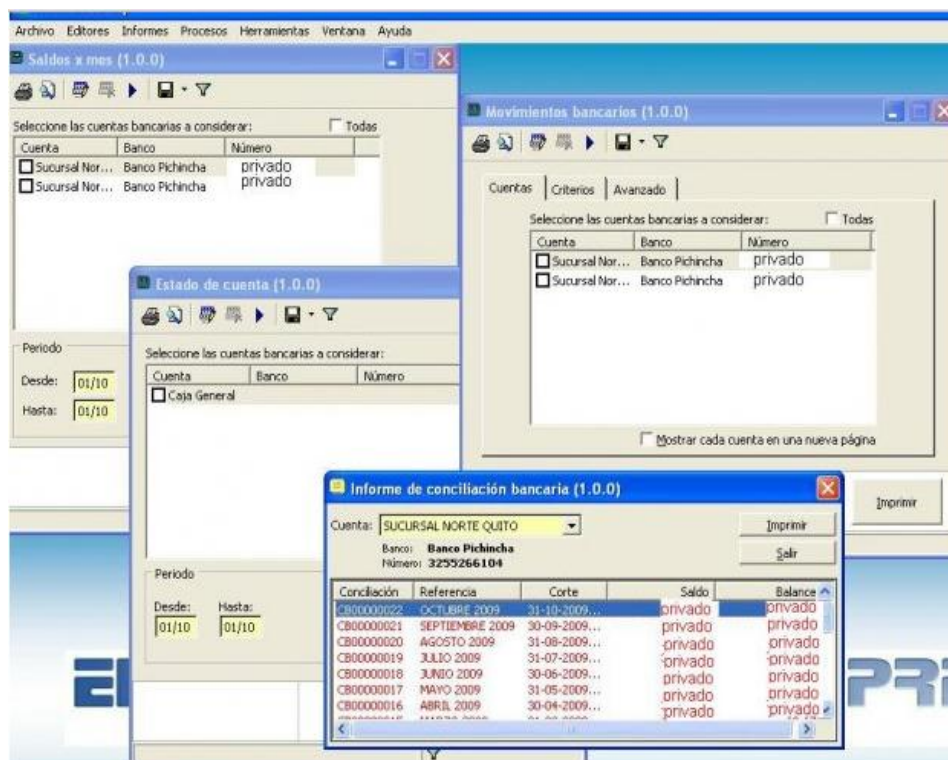 Archivo Editores Informes Procesos Herramientas Ventana Ayuda
Saldos x mes (1.0.0)
Seleccione las cuentas bancarias a considerar: Todas
Cuenta Banco Número
Sucursal Nor... Banco Pichincha privado
Sucursal Nor... Banco Pichincha privado
Periodo
Desde: 01/10
Hasta: 01/10
Movimientos bancarios (1.0.0)
Cuentas Criterios Avanzado
Seleccione las cuentas bancarias a considerar: Todas
Cuenta Banco Número
Sucursal Nor... Banco Pichincha privado
Sucursal Nor... Banco Pichincha privado
Mostrar cada cuenta en una nueva página
Imprimir
Estado de cuenta (1.0.0)
Seleccione las cuentas bancarias a considerar:
Cuenta Banco Número
Caja General
Periodo
Desde: Hasta:
01/10 01/10
Informe de conciliación bancaria (1.0.0)
Cuenta: SUCURSAL NORTE QUITO Imprimir
Banco: Banco Pichincha Salir
Número: 3255266104
Conciliación Referencia Corte Saldo Balance
CB00000022 OCTUBRE 2009 31-10-2009... privado privado
CB00000021 SEPTIEMBRE 2009 30-09-2009... privado privado
CB00000020 AGOSTO 2009 31-08-2009... privado privado
CB00000019 JULIO 2009 31-07-2009... privado privado
CB00000018 JUNIO 2009 30-06-2009... privado privado
CB00000017 MAYO 2009 31-05-2009... privado privado
CB00000016 ABRIL 2009 30-04-2009... privado privado